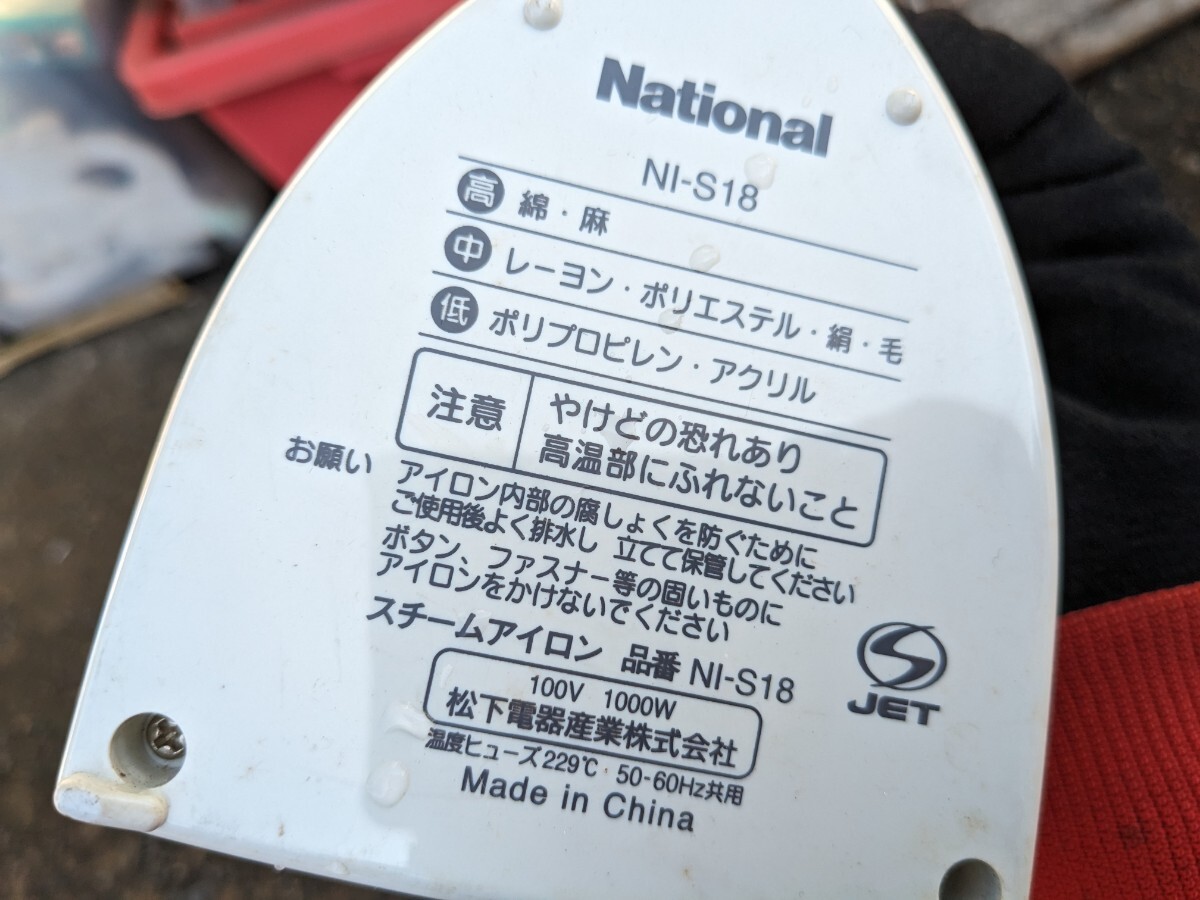 National
NI-S18
高 綿・麻
中 レーヨン・ポリエステル・絹・毛
低 ポリプロピレン・アクリル
注意 やけどの恐れあり
高温部にふれないこと
お願い アイロン内部の腐しょくを防ぐために
ご使用後よく排水し 立てて保管してください
ボタン、ファスナー等の固いものに
アイロンをかけないでください
スチームアイロン 品番 NI-S18
100V 1000W
松下電器産業株式会社
温度ヒューズ229℃ 50-60Hz共用
Made in China
JET